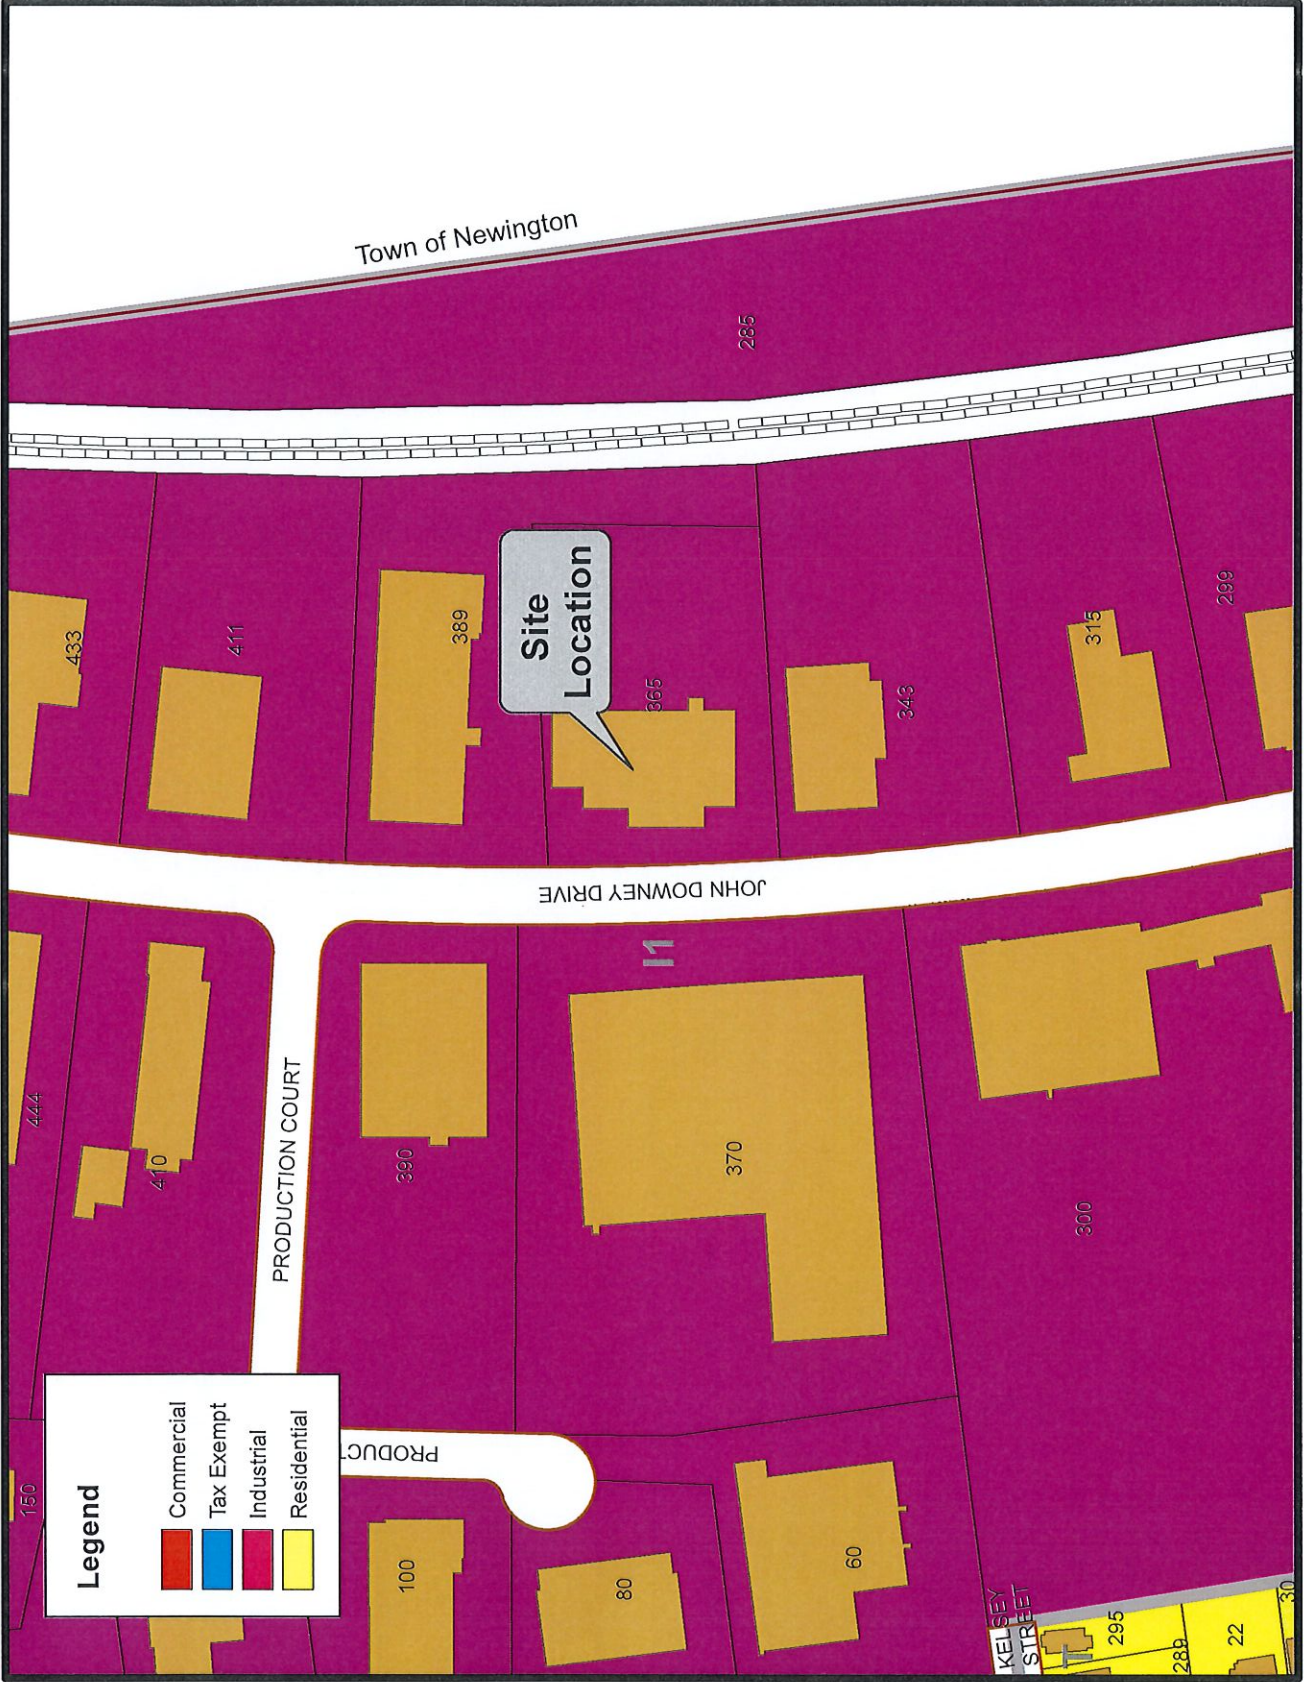 Town of Newington
285
433
411
389
Site
Location
365
343
315
299
JOHN DOWNEY DRIVE
I1
444
410
PRODUCTION COURT
390
370
300
Legend
Commercial
Tax Exempt
Industrial
Residential
150
PRODUCT
100
80
60
KELSEY
STREET
T
295
289
22
30